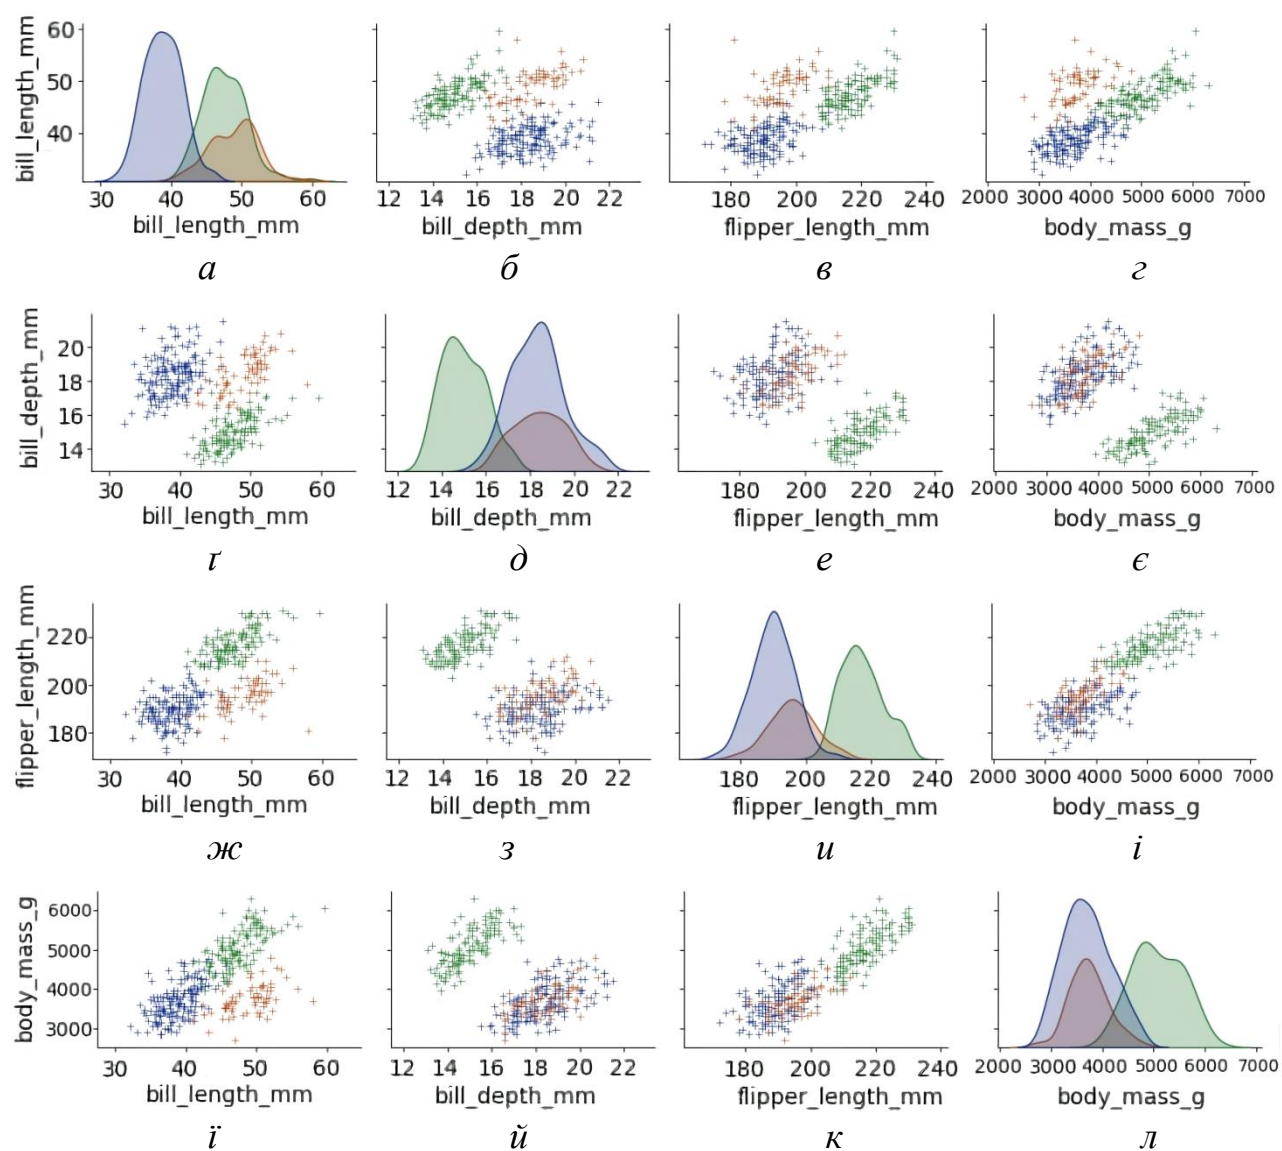 bill_length_mm
60
50
40
30 40 50 60
12 14 16 18 20 22
180 200 220 240
2000 3000 4000 5000 6000 7000
bill_length_mm bill_depth_mm flipper_length_mm body_mass_g
а б в г
bill_depth_mm
20
18
16
14
30 40 50 60
12 14 16 18 20 22
180 200 220 240
2000 3000 4000 5000 6000 7000
bill_length_mm bill_depth_mm flipper_length_mm body_mass_g
ґ д е є
flipper_length_mm
220
200
180
30 40 50 60
12 14 16 18 20 22
180 200 220 240
2000 3000 4000 5000 6000 7000
bill_length_mm bill_depth_mm flipper_length_mm body_mass_g
ж з и і
body_mass_g
6000
5000
4000
3000
30 40 50 60
12 14 16 18 20 22
180 200 220 240
2000 3000 4000 5000 6000 7000
bill_length_mm bill_depth_mm flipper_length_mm body_mass_g
ї й к л